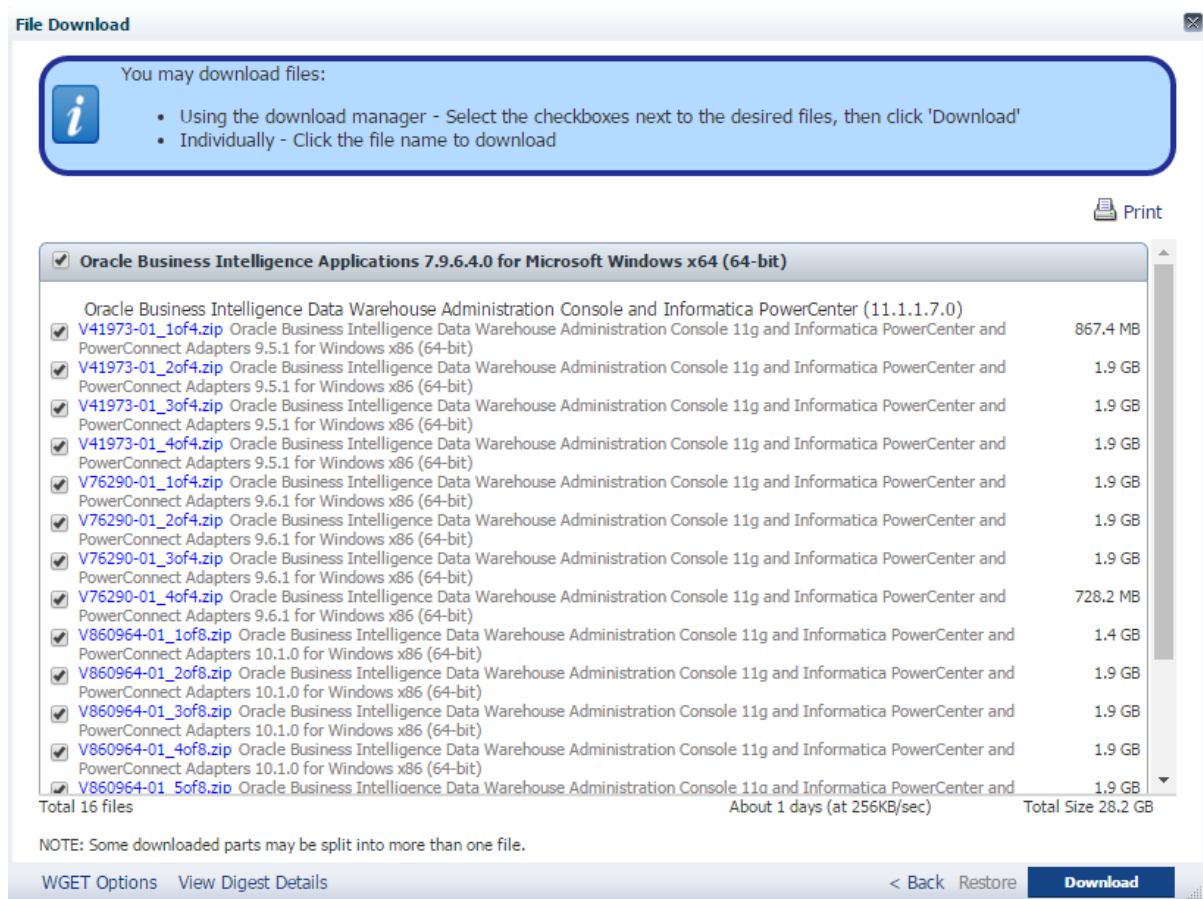 File Download
You may download files:
• Using the download manager - Select the checkboxes next to the desired files, then click 'Download'
• Individually - Click the file name to download
Print
Oracle Business Intelligence Applications 7.9.6.4.0 for Microsoft Windows x64 (64-bit)
Oracle Business Intelligence Data Warehouse Administration Console and Informatica PowerCenter (11.1.1.7.0)
V41973-01_1of4.zip Oracle Business Intelligence Data Warehouse Administration Console 11g and Informatica PowerCenter and 867.4 MB
PowerConnect Adapters 9.5.1 for Windows x86 (64-bit)
V41973-01_2of4.zip Oracle Business Intelligence Data Warehouse Administration Console 11g and Informatica PowerCenter and 1.9 GB
PowerConnect Adapters 9.5.1 for Windows x86 (64-bit)
V41973-01_3of4.zip Oracle Business Intelligence Data Warehouse Administration Console 11g and Informatica PowerCenter and 1.9 GB
PowerConnect Adapters 9.5.1 for Windows x86 (64-bit)
V41973-01_4of4.zip Oracle Business Intelligence Data Warehouse Administration Console 11g and Informatica PowerCenter and 1.9 GB
PowerConnect Adapters 9.5.1 for Windows x86 (64-bit)
V76290-01_1of4.zip Oracle Business Intelligence Data Warehouse Administration Console 11g and Informatica PowerCenter and 1.9 GB
PowerConnect Adapters 9.6.1 for Windows x86 (64-bit)
V76290-01_2of4.zip Oracle Business Intelligence Data Warehouse Administration Console 11g and Informatica PowerCenter and 1.9 GB
PowerConnect Adapters 9.6.1 for Windows x86 (64-bit)
V76290-01_3of4.zip Oracle Business Intelligence Data Warehouse Administration Console 11g and Informatica PowerCenter and 1.9 GB
PowerConnect Adapters 9.6.1 for Windows x86 (64-bit)
V76290-01_4of4.zip Oracle Business Intelligence Data Warehouse Administration Console 11g and Informatica PowerCenter and 728.2 MB
PowerConnect Adapters 9.6.1 for Windows x86 (64-bit)
V860964-01_1of8.zip Oracle Business Intelligence Data Warehouse Administration Console 11g and Informatica PowerCenter and 1.4 GB
PowerConnect Adapters 10.1.0 for Windows x86 (64-bit)
V860964-01_2of8.zip Oracle Business Intelligence Data Warehouse Administration Console 11g and Informatica PowerCenter and 1.9 GB
PowerConnect Adapters 10.1.0 for Windows x86 (64-bit)
V860964-01_3of8.zip Oracle Business Intelligence Data Warehouse Administration Console 11g and Informatica PowerCenter and 1.9 GB
PowerConnect Adapters 10.1.0 for Windows x86 (64-bit)
V860964-01_4of8.zip Oracle Business Intelligence Data Warehouse Administration Console 11g and Informatica PowerCenter and 1.9 GB
PowerConnect Adapters 10.1.0 for Windows x86 (64-bit)
V860964-01_5of8.zip Oracle Business Intelligence Data Warehouse Administration Console 11g and Informatica PowerCenter and 1.9 GB
Total 16 files About 1 days (at 256KB/sec) Total Size 28.2 GB
NOTE: Some downloaded parts may be split into more than one file.
WGET Options View Digest Details < Back Restore Download